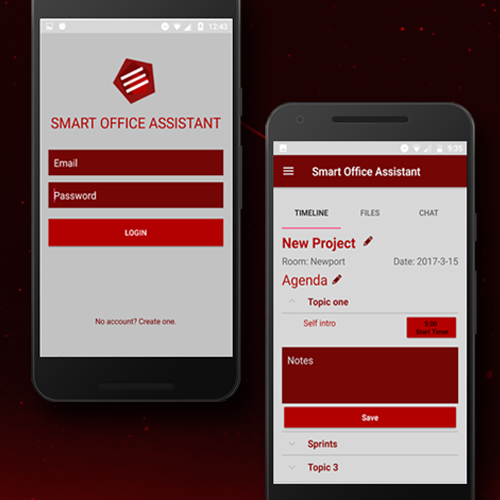 12:43
SMART OFFICE ASSISTANT
Email
Password
LOGIN
No account? Create one.
9:35
Smart Office Assistant
TIMELINE FILES CHAT
New Project
Room: Newport Date: 2017-3-15
Agenda
Topic one
Self intro
5:00
Start Timer
Notes
Save
Sprints
Topic 3